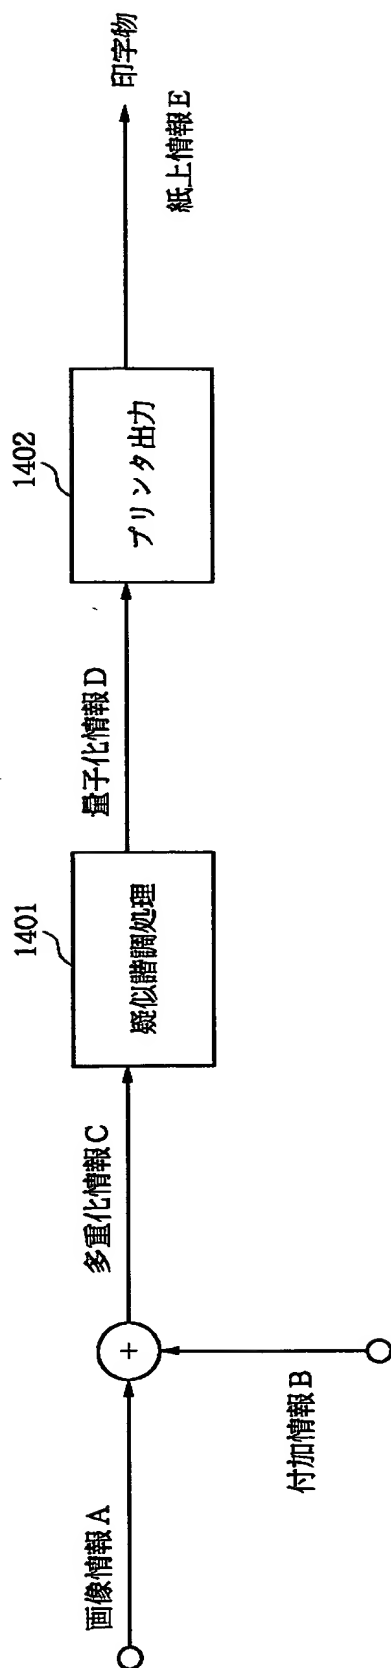 画像情報A
+
付加情報B
多重化情報C
1401
疑似諧調処理
量子化情報D
1402
プリンタ出力
印字物
紙上情報E